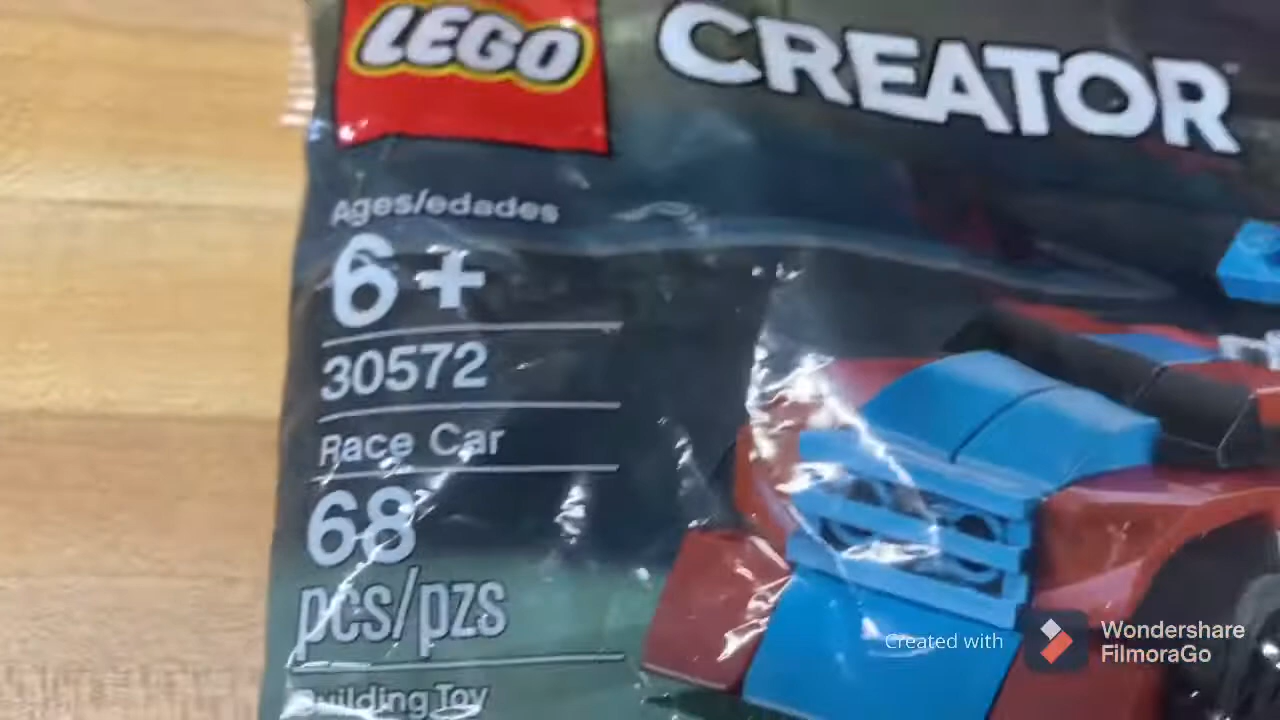 LEGO
CREATOR
Ages/edades
6+
30572
Race Car
68
pcs/pzs
Building Toy
Created with
Wondershare
FilmoraGo